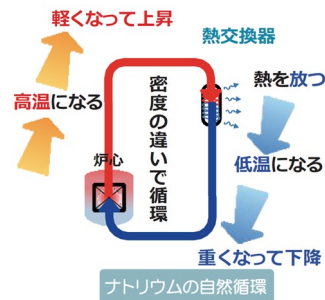 軽くなって上昇
熱交換器
高温になる
熱を放つ
密度の違いで循環
炉心
低温になる
重くなって下降
ナトリウムの自然循環